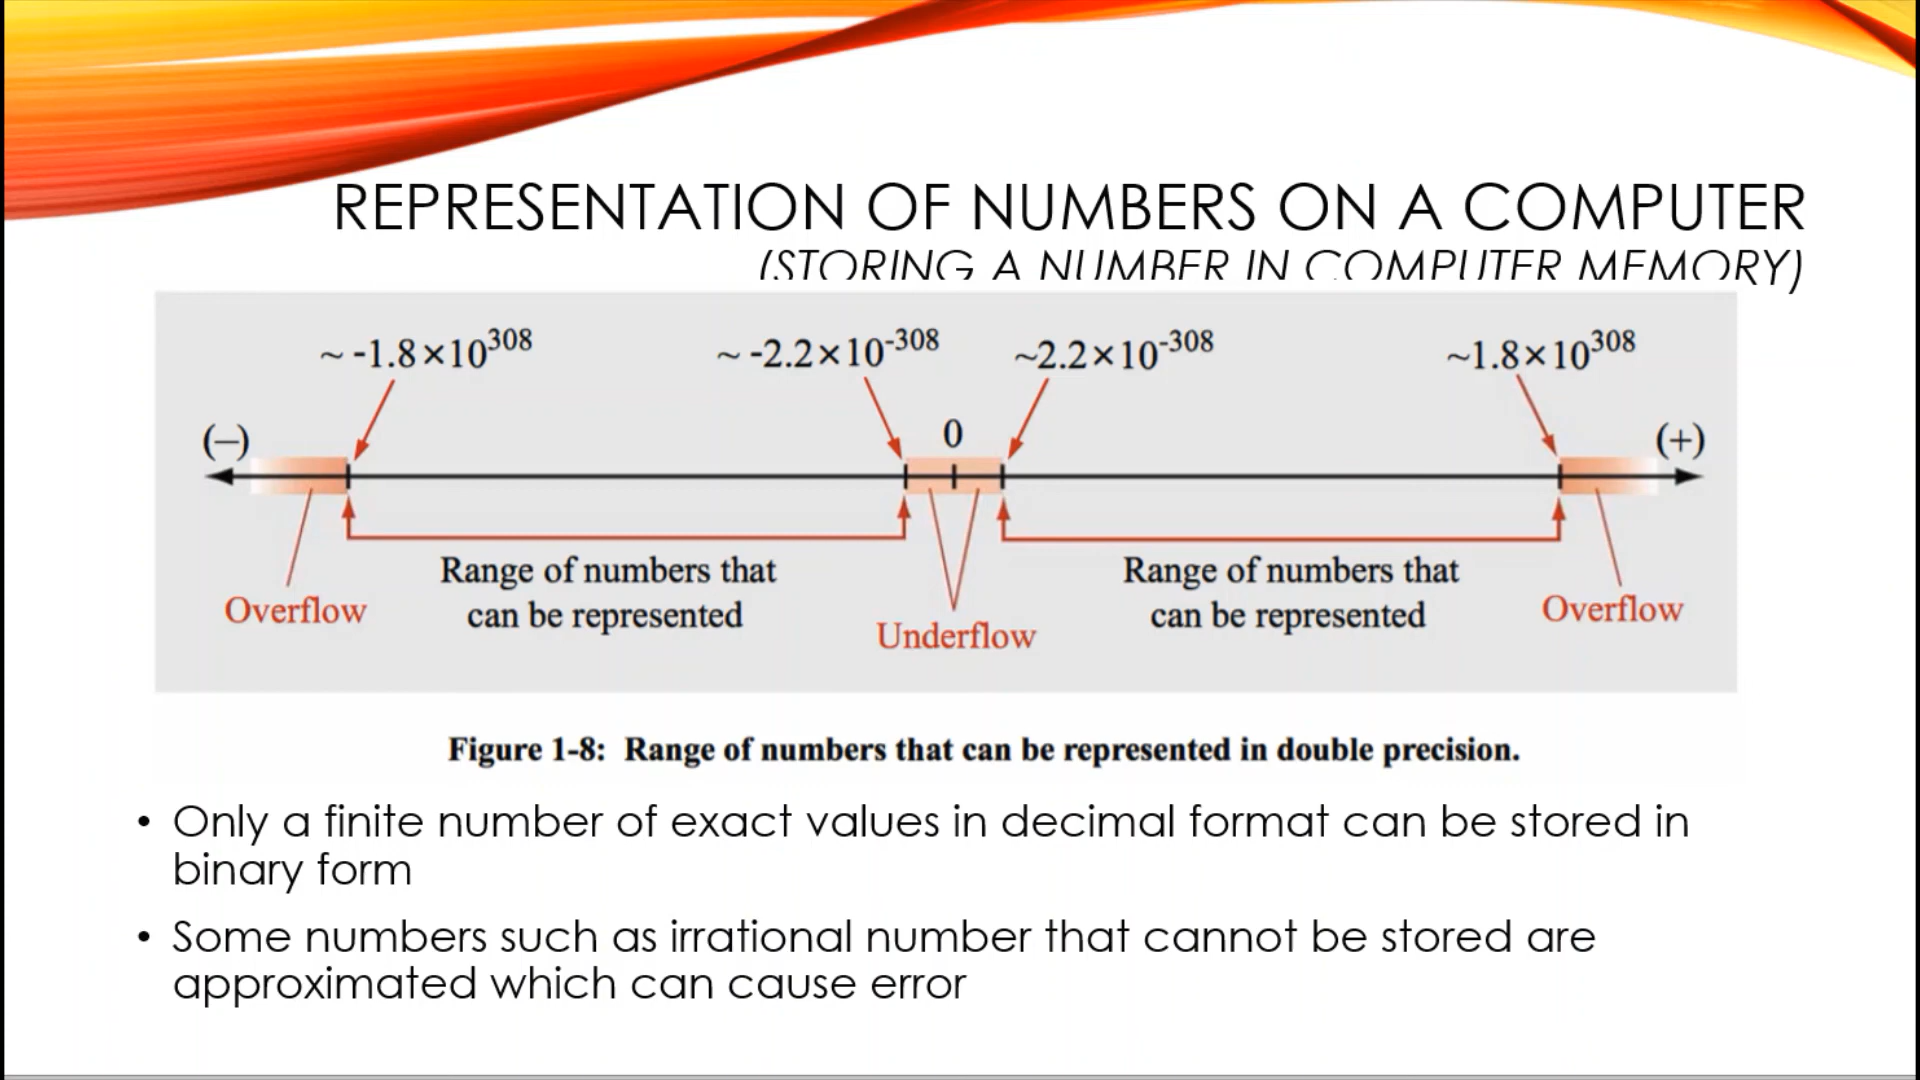 REPRESENTATION OF NUMBERS ON A COMPUTER
(STORING A NUMBER IN COMPUTER MEMORY)
~ -1.8×10^308 ~ -2.2×10^-308 ~2.2×10^-308 ~1.8×10^308
(–) 0 (+)
Range of numbers that can be represented
Range of numbers that can be represented
Overflow Underflow Overflow
Figure 1-8: Range of numbers that can be represented in double precision.
• Only a finite number of exact values in decimal format can be stored in
binary form
• Some numbers such as irrational number that cannot be stored are
approximated which can cause error